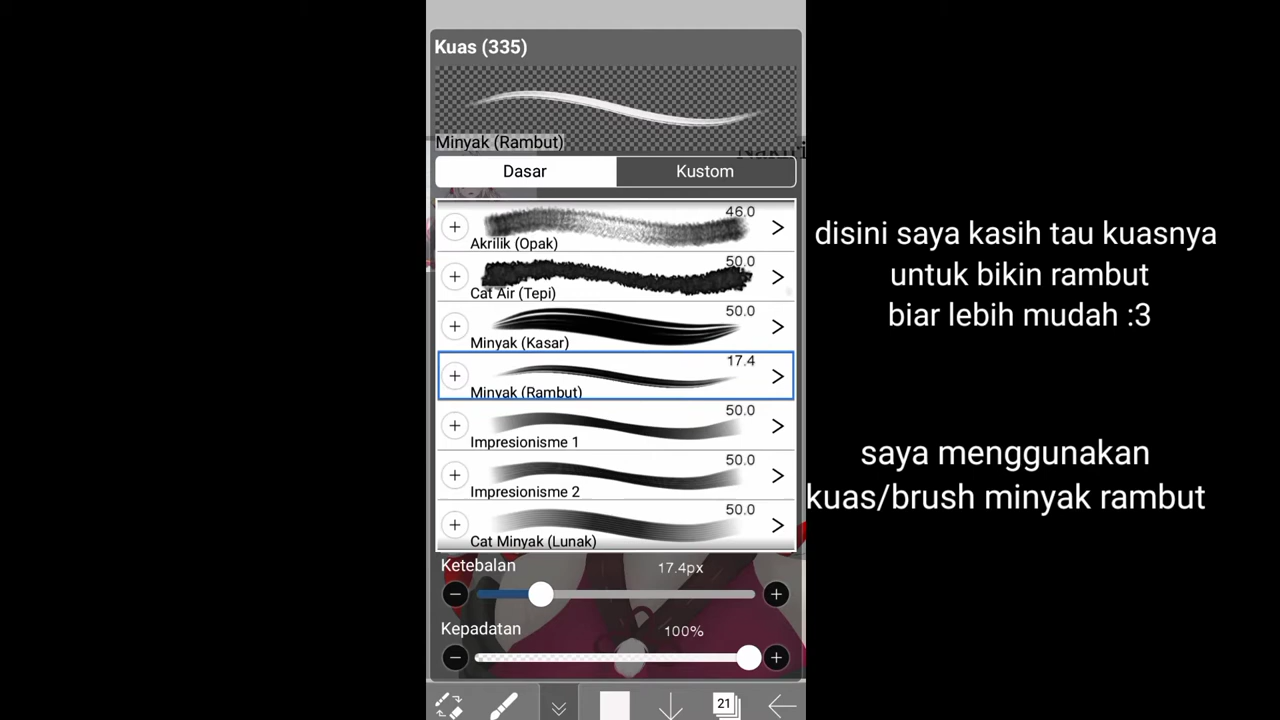 Kuas (335)
Minyak (Rambut)
Dasar
Kustom
46.0
Akrilik (Opak)
50.0
Cat Air (Tepi)
50.0
Minyak (Kasar)
17.4
Minyak (Rambut)
50.0
Impresionisme 1
50.0
Impresionisme 2
50.0
Cat Minyak (Lunak)
Ketebalan
17.4px
Kepadatan
100%
21
disini saya kasih tau kuasnya
untuk bikin rambut
biar lebih mudah :3
saya menggunakan
kuas/brush minyak rambut